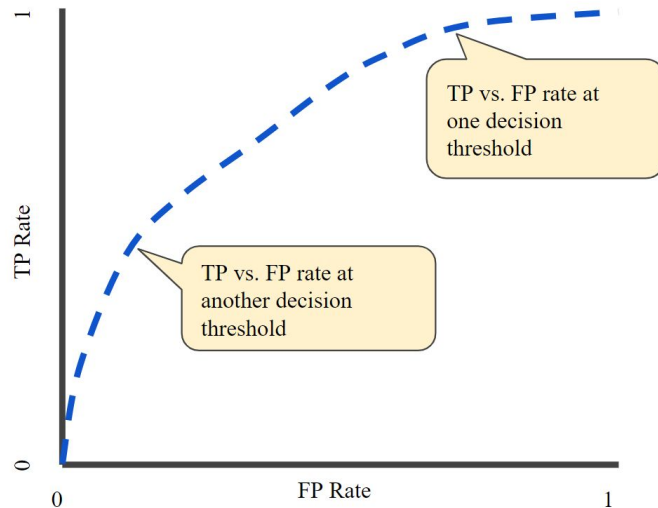 1
TP vs. FP rate at
one decision
threshold
TP Rate
TP vs. FP rate at
another decision
threshold
0
0
FP Rate
1